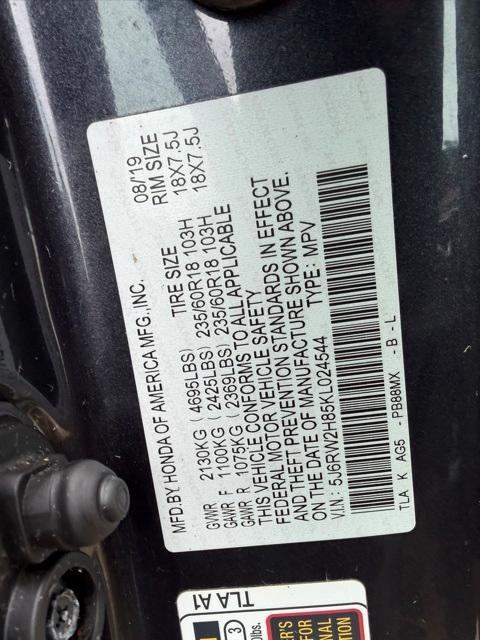 MFD.BY HONDA OF AMERICA MFG.,INC. 08/'19
TIRE SIZE RIM SIZE
GVWR 2130KG (4695LBS)
GAWR F 1100KG (2425LBS) 235/60R18 103H 18X7.5J
GAWR R 1075KG (2369LBS) 235/60R18 103H 18X7.5J
THIS VEHICLE CONFORMS TO ALL APPLICABLE
FEDERAL MOTOR VEHICLE SAFETY
AND THEFT PREVENTION STANDARDS IN EFFECT
ON THE DATE OF MANUFACTURE SHOWN ABOVE.
V.I.N.: 5J6RW2H85KL024544 TYPE: MPV
TLA K AG5 -PB88MX -B-L
TLA A1
3
0lbs.